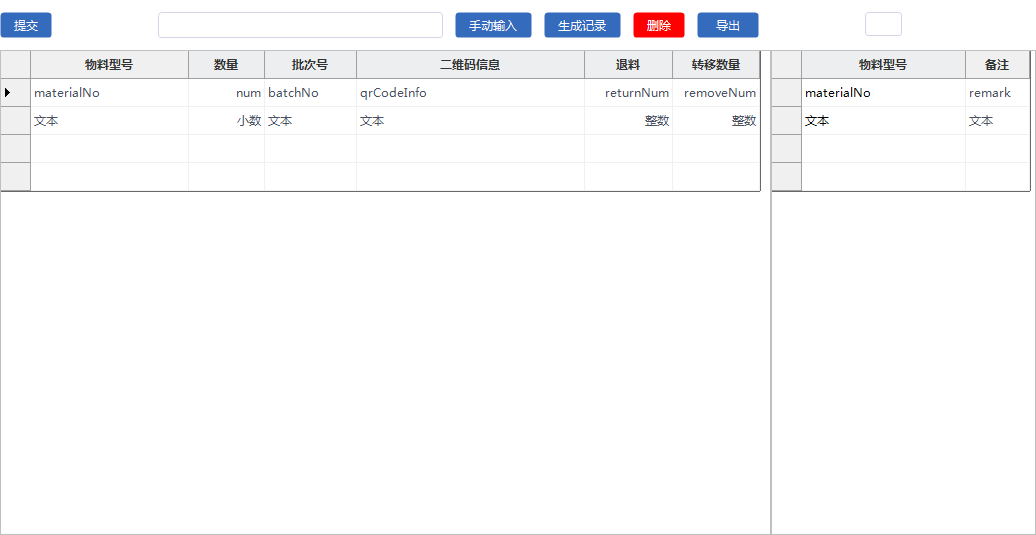 提交 手动输入 生成记录 删除 导出
物料型号 数量 批次号 二维码信息 退料 转移数量 物料型号 备注
materialNo num batchNo qrCodeInfo returnNum removeNum materialNo remark
文本 小数 文本 文本 整数 整数 文本 文本